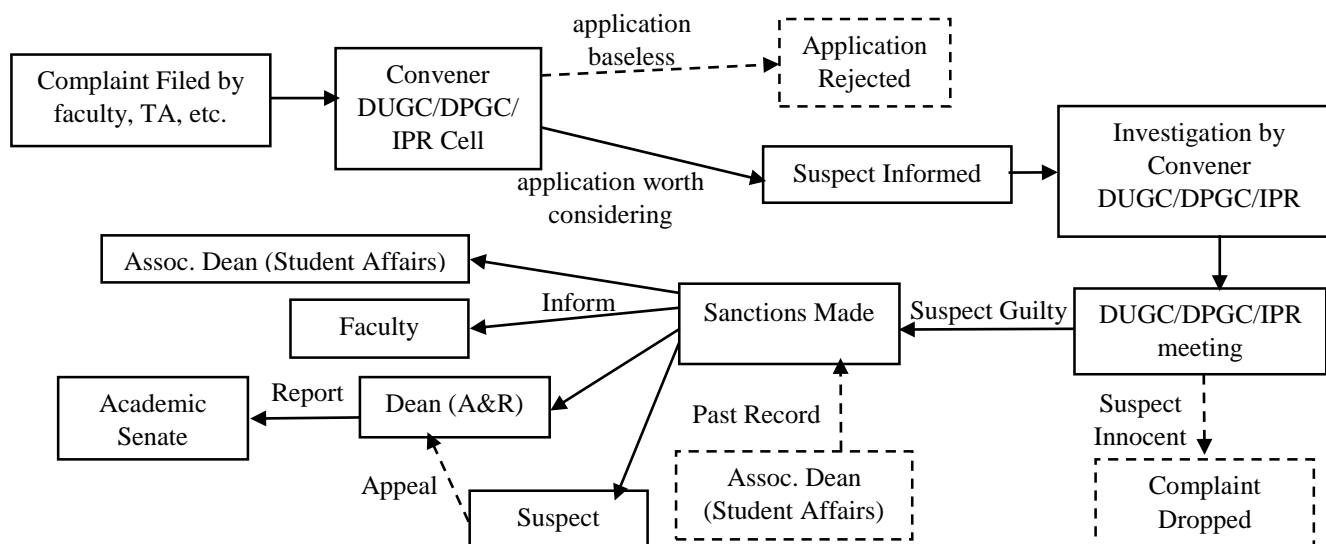 application
baseless
Application
Rejected
Complaint Filed by
faculty, TA, etc.
Convener
DUGC/DPGC/
IPR Cell
application worth
considering
Suspect Informed
Investigation by
Convener
DUGC/DPGC/IPR
Assoc. Dean (Student Affairs)
Inform
Faculty
Sanctions Made
Suspect Guilty
DUGC/DPGC/IPR
meeting
Academic
Senate
Report
Dean (A&R)
Past Record
Suspect
Innocent
Appeal
Suspect
Assoc. Dean
(Student Affairs)
Complaint
Dropped